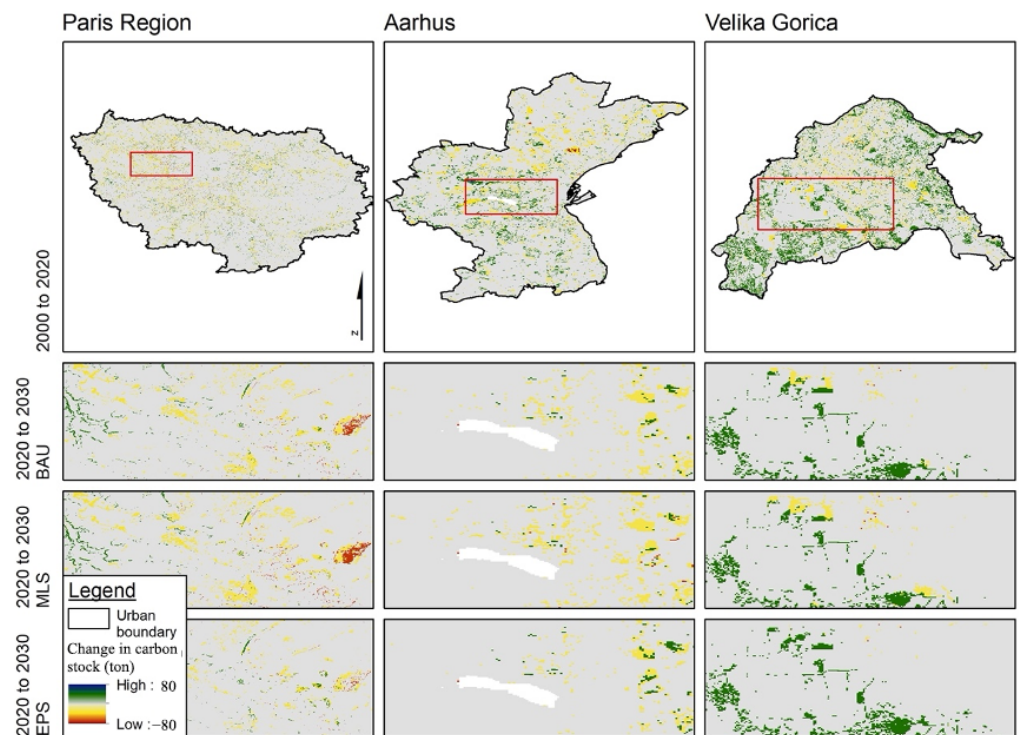 Paris Region
Aarhus
Velika Gorica
2000 to 2020
N
2020 to 2030
BAU
2020 to 2030
MLS
2020 to 2030
EPS
Legend
Urban
boundary
Change in carbon
stock (ton)
High : 80
Low :-80